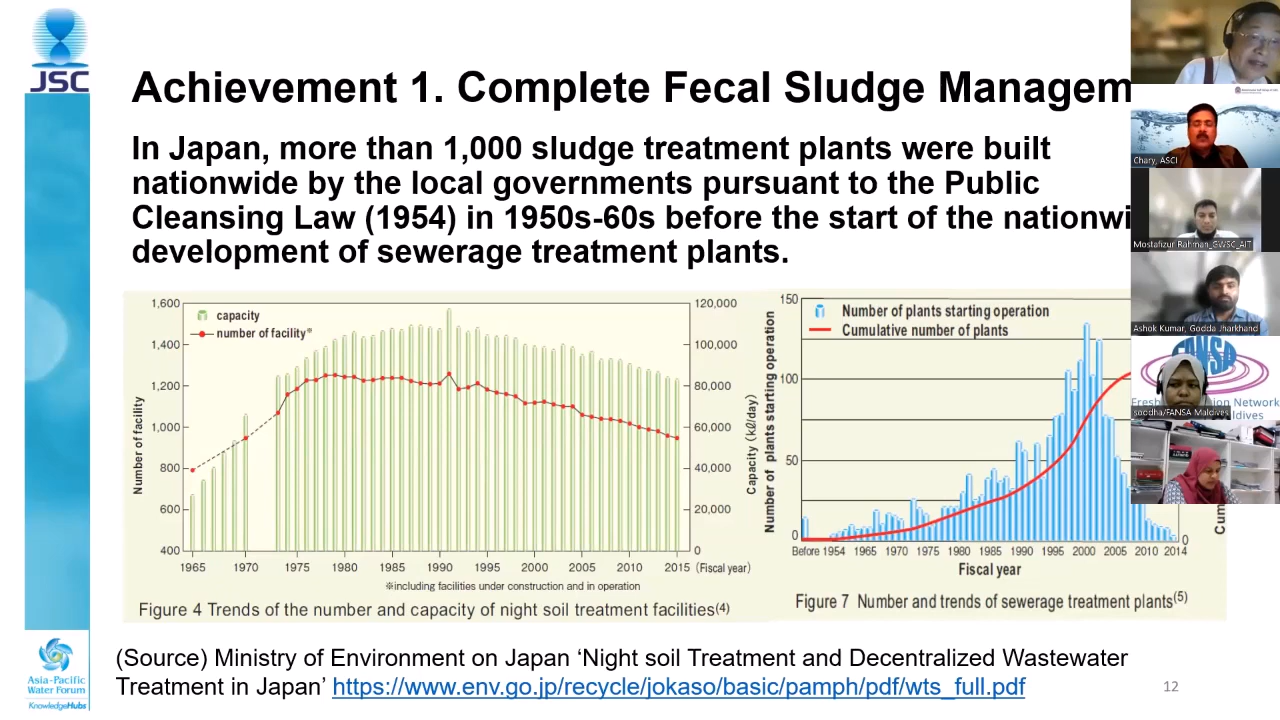 JSC
Achievement 1. Complete Fecal Sludge Managem
In Japan, more than 1,000 sludge treatment plants were built
nationwide by the local governments pursuant to the Public
Cleansing Law (1954) in 1950s-60s before the start of the nationwi
development of sewerage treatment plants.
1,600
1,400
1,200
1,000
800
600
400
Number of facility
capacity
number of facility※
120,000
100,000
80,000
60,000
40,000
20,000
0
Capacity (kℓ/day)
1965 1970 1975 1980 1985 1990 1995 2000 2005 2010 2015 (Fiscal year)
※including facilities under construction and in operation
Figure 4 Trends of the number and capacity of night soil treatment facilities(4)
150
100
50
0
Number of plants starting operation
Number of plants starting operation
Cumulative number of plants
0
Cum
Before 1954 1965 1970 1975 1980 1985 1990 1995 2000 2005 2010 2014
Fiscal year
Figure 7 Number and trends of sewerage treatment plants(5)
(Source) Ministry of Environment on Japan ‘Night soil Treatment and Decentralized Wastewater
Treatment in Japan’ https://www.env.go.jp/recycle/jokaso/basic/pamph/pdf/wts_full.pdf
12
Asia-Pacific
Water Forum
KnowledgeHubs
Chary, ASCI
Mostafizur Rahman_GWSC_AIT
Ashok Kumar, Godda Jharkhand
FANSA
soodha/FANSA Maldives